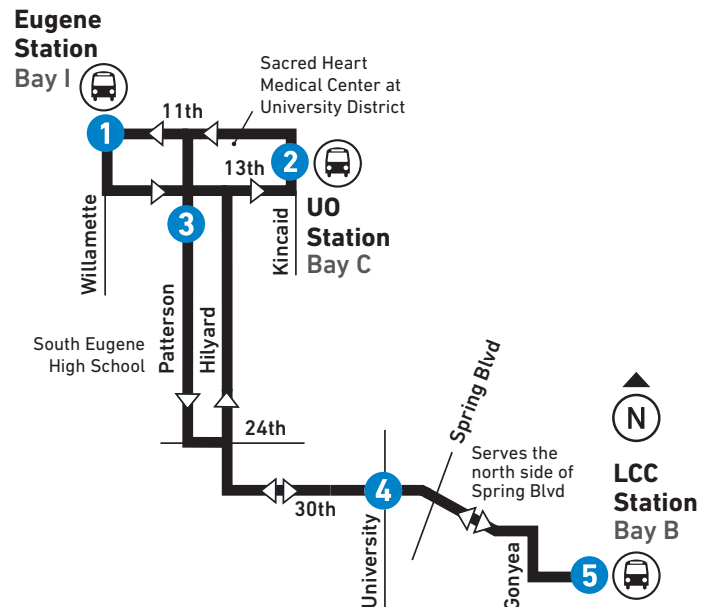 Eugene
Station
Bay I
Sacred Heart
Medical Center at
University District
11th
1
2
13th
UO
Station
Bay C
3
Willamette
Kincaid
Patterson
Hilyard
South Eugene
High School
24th
Spring Blvd
N
Serves the
north side of
Spring Blvd
LCC
Station
Bay B
4
30th
University
Gonyea
5